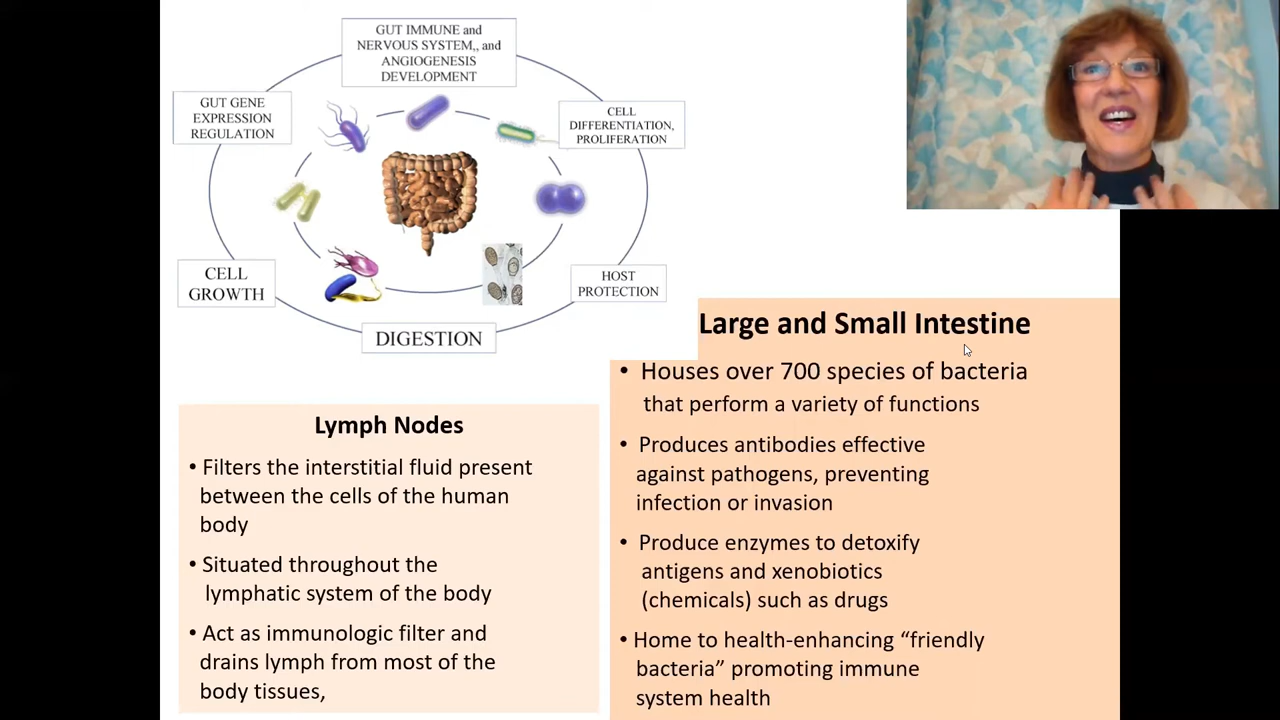 GUT IMMUNE and
NERVOUS SYSTEM,, and
ANGIOGENESIS
DEVELOPMENT
GUT GENE
EXPRESSION
REGULATION
CELL
DIFFERENTIATION,
PROLIFERATION
CELL
GROWTH
HOST
PROTECTION
DIGESTION
Large and Small Intestine
• Houses over 700 species of bacteria
that perform a variety of functions
• Produces antibodies effective
against pathogens, preventing
infection or invasion
• Produce enzymes to detoxify
antigens and xenobiotics
(chemicals) such as drugs
• Home to health-enhancing “friendly
bacteria” promoting immune
system health
Lymph Nodes
• Filters the interstitial fluid present
between the cells of the human
body
• Situated throughout the
lymphatic system of the body
• Act as immunologic filter and
drains lymph from most of the
body tissues,